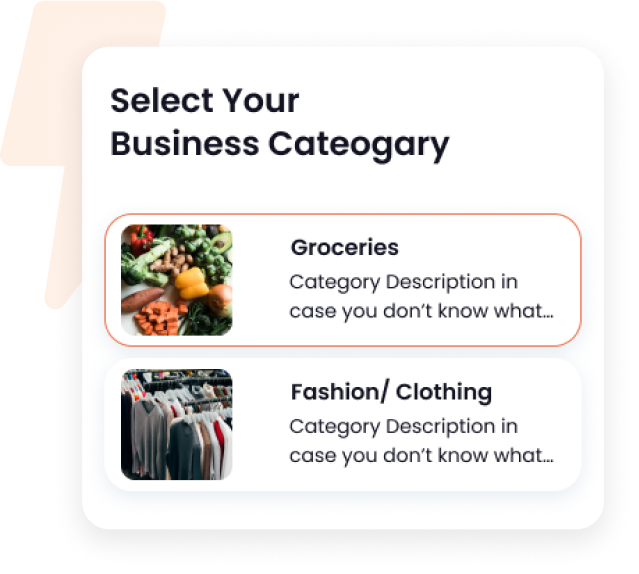 Select Your
Business Cateogary
Groceries
Category Description in
case you don’t know what...
Fashion/ Clothing
Category Description in
case you don’t know what...